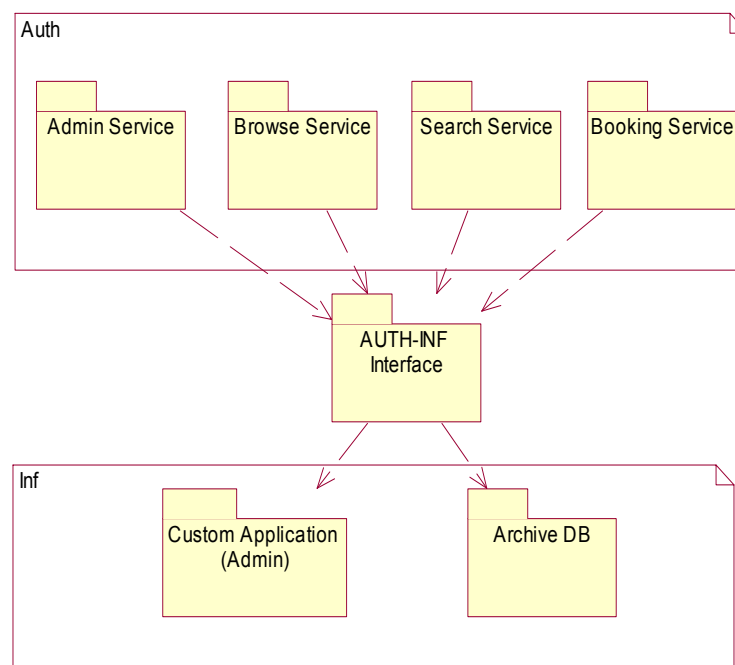 Auth
Admin Service
Browse Service
Search Service
Booking Service
AUTH-INF
Interface
Inf
Custom Application
(Admin)
Archive DB